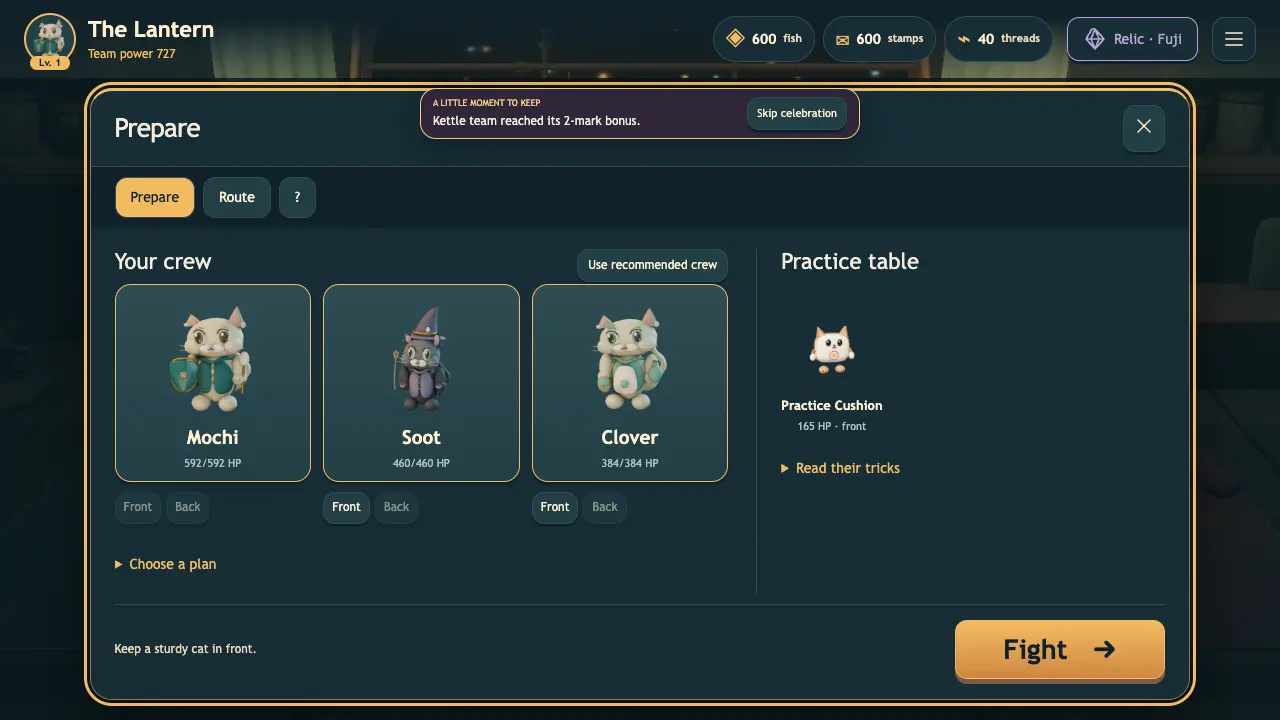 The Lantern
Team power 727
Lv. 1
600 fish
600 stamps
40 threads
Relic · Fuji
A LITTLE MOMENT TO KEEP
Kettle team reached its 2-mark bonus.
Skip celebration
Prepare
Prepare
Route
?
Your crew
Use recommended crew
Mochi
592/592 HP
Front
Back
Soot
460/460 HP
Front
Back
Clover
384/384 HP
Front
Back
Choose a plan
Practice table
Practice Cushion
165 HP · front
Read their tricks
Keep a sturdy cat in front.
Fight